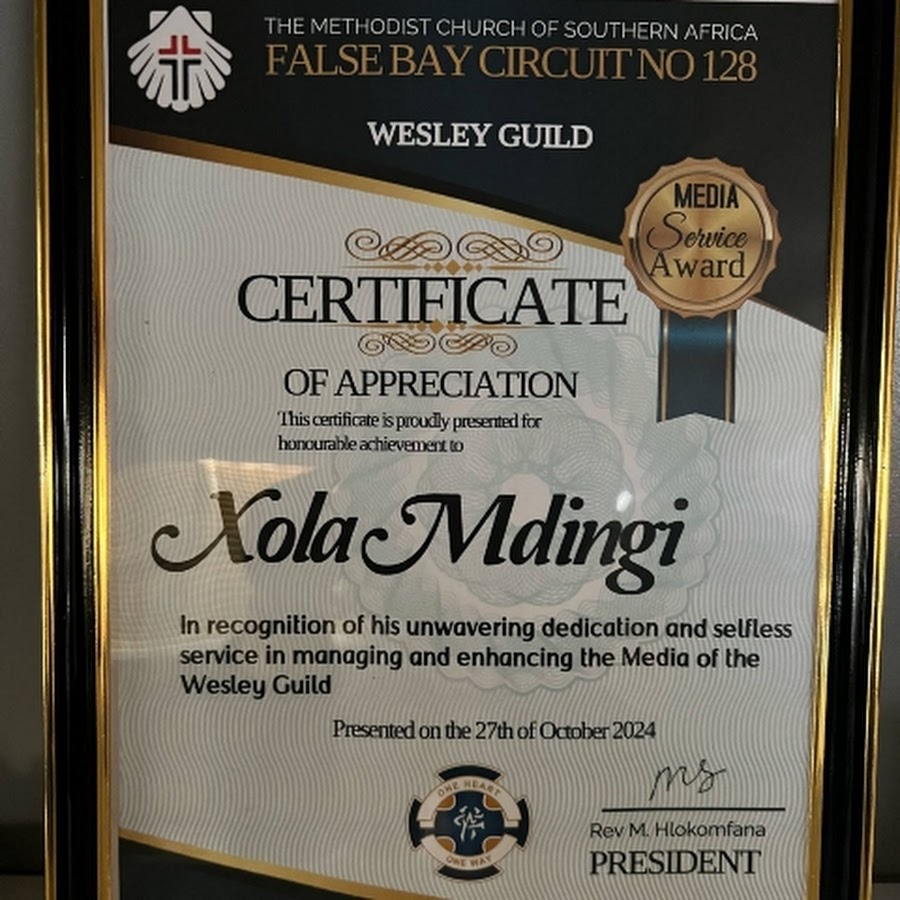 THE METHODIST CHURCH OF SOUTHERN AFRICA
FALSE BAY CIRCUIT NO 128
WESLEY GUILD
MEDIA
Service
Award
CERTIFICATE
OF APPRECIATION
This certificate is proudly presented for
honourable achievement to
Xola Mdingi
In recognition of his unwavering dedication and selfless
service in managing and enhancing the Media of the
Wesley Guild
Presented on the 27th of October 2024
ONE HEART
ONE WAY
Rev M. Hlokomfana
PRESIDENT